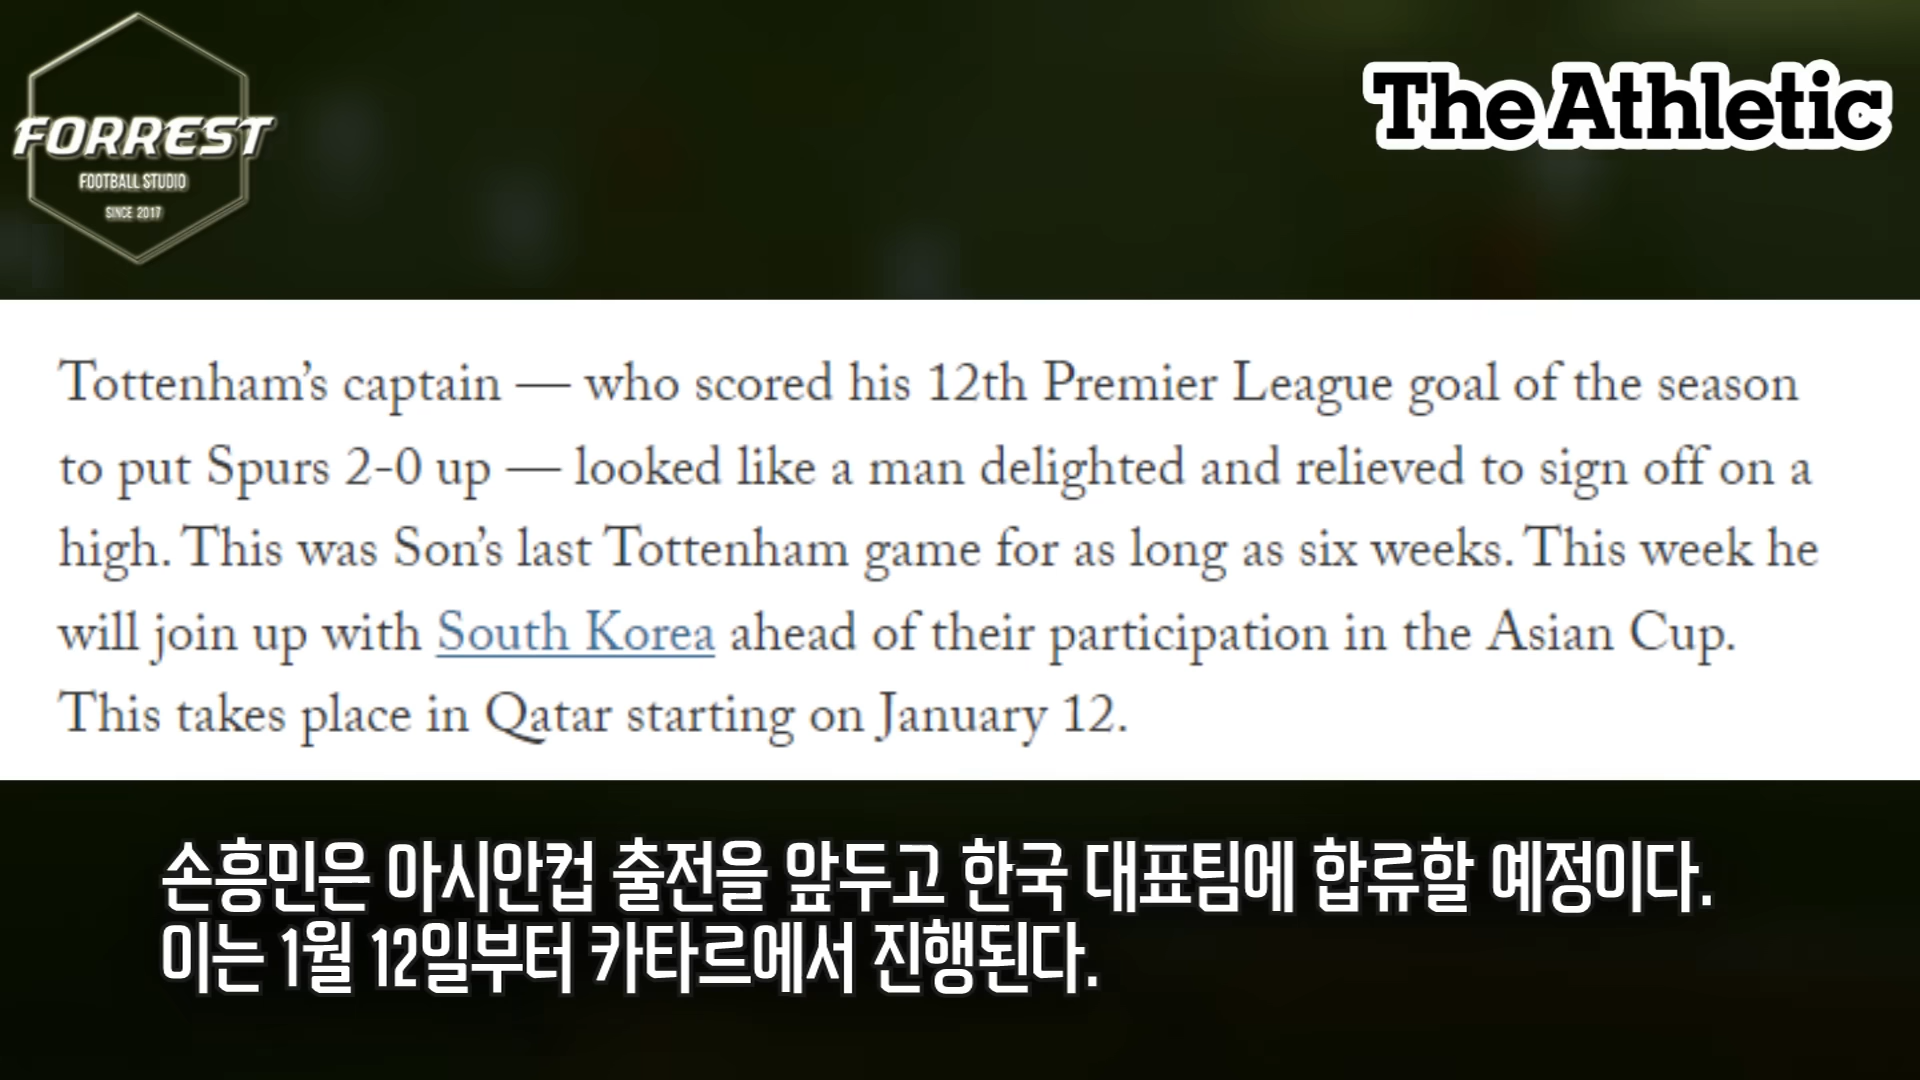 FORREST
FOOTBALL STUDIO
SINCE 2017
The Athletic
Tottenham’s captain — who scored his 12th Premier League goal of the season
to put Spurs 2-0 up — looked like a man delighted and relieved to sign off on a
high. This was Son’s last Tottenham game for as long as six weeks. This week he
will join up with South Korea ahead of their participation in the Asian Cup.
This takes place in Qatar starting on January 12.
손흥민은 아시안컵 출전을 앞두고 한국 대표팀에 합류할 예정이다.
이는 1월 12일부터 카타르에서 진행된다.